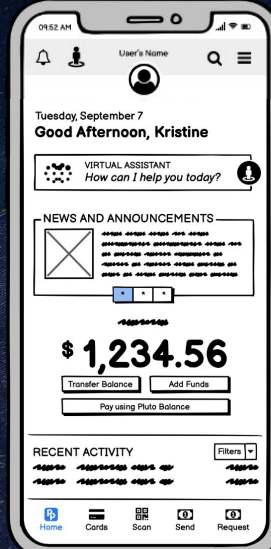 09:52 AM
User's Name
Tuesday, September 7
Good Afternoon, Kristine
VIRTUAL ASSISTANT
How can I help you today?
NEWS AND ANNOUNCEMENTS
$ 1,234.56
Transfer Balance Add Funds
Pay using Pluto Balance
RECENT ACTIVITY Filters
Home Cards Scan Send Request